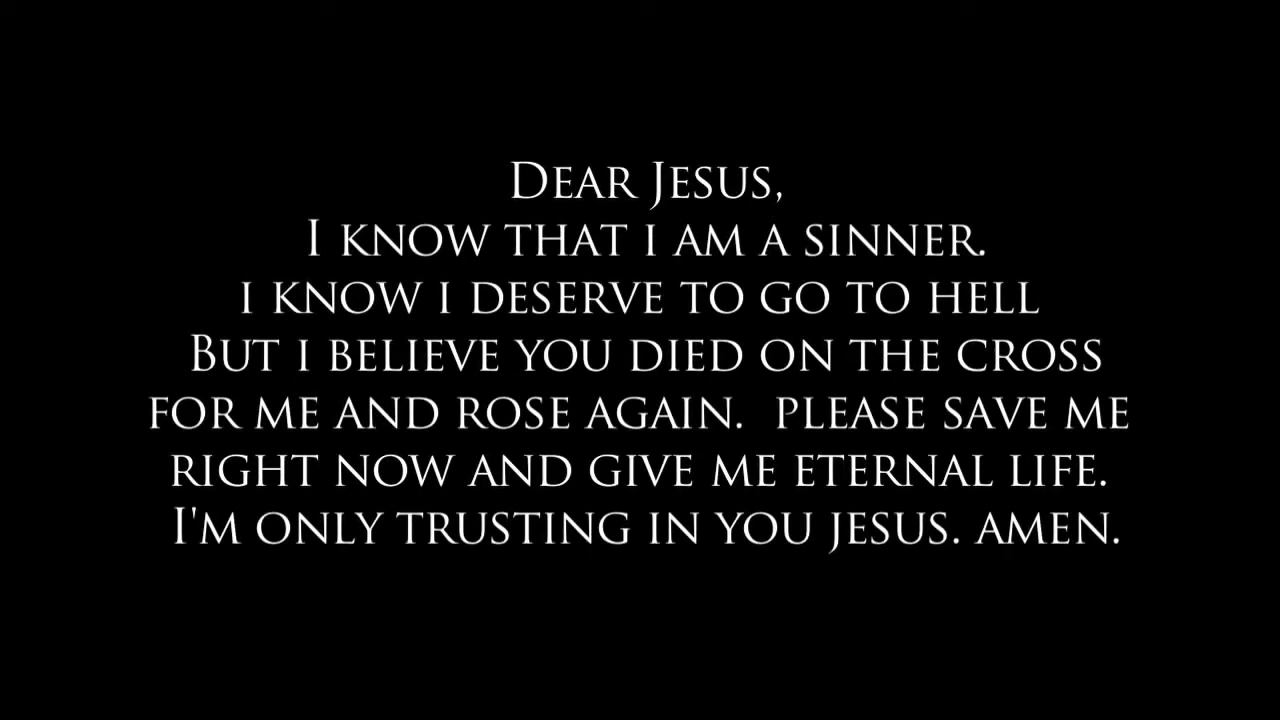 Dear Jesus,
I know that i am a sinner.
i know i deserve to go to hell
But i believe you died on the cross
for me and rose again.  please save me
right now and give me eternal life.
I'm only trusting in you jesus. amen.